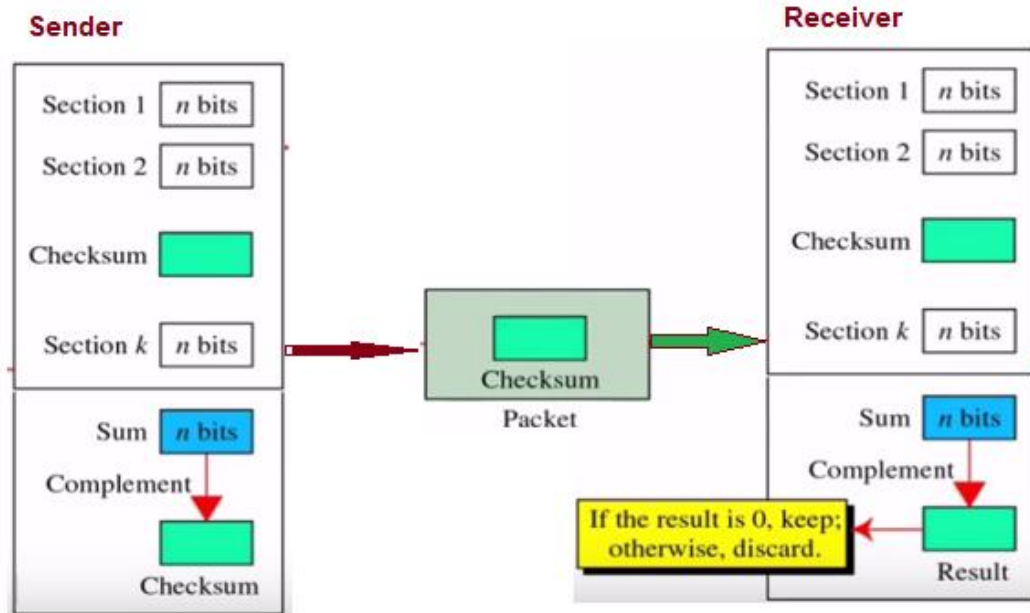 Sender
Section 1 n bits
Section 2 n bits
Checksum
Section k n bits
Sum n bits
Complement
Checksum
Checksum
Packet
Receiver
Section 1 n bits
Section 2 n bits
Checksum
Section k n bits
Sum n bits
Complement
If the result is 0, keep;
otherwise, discard.
Result